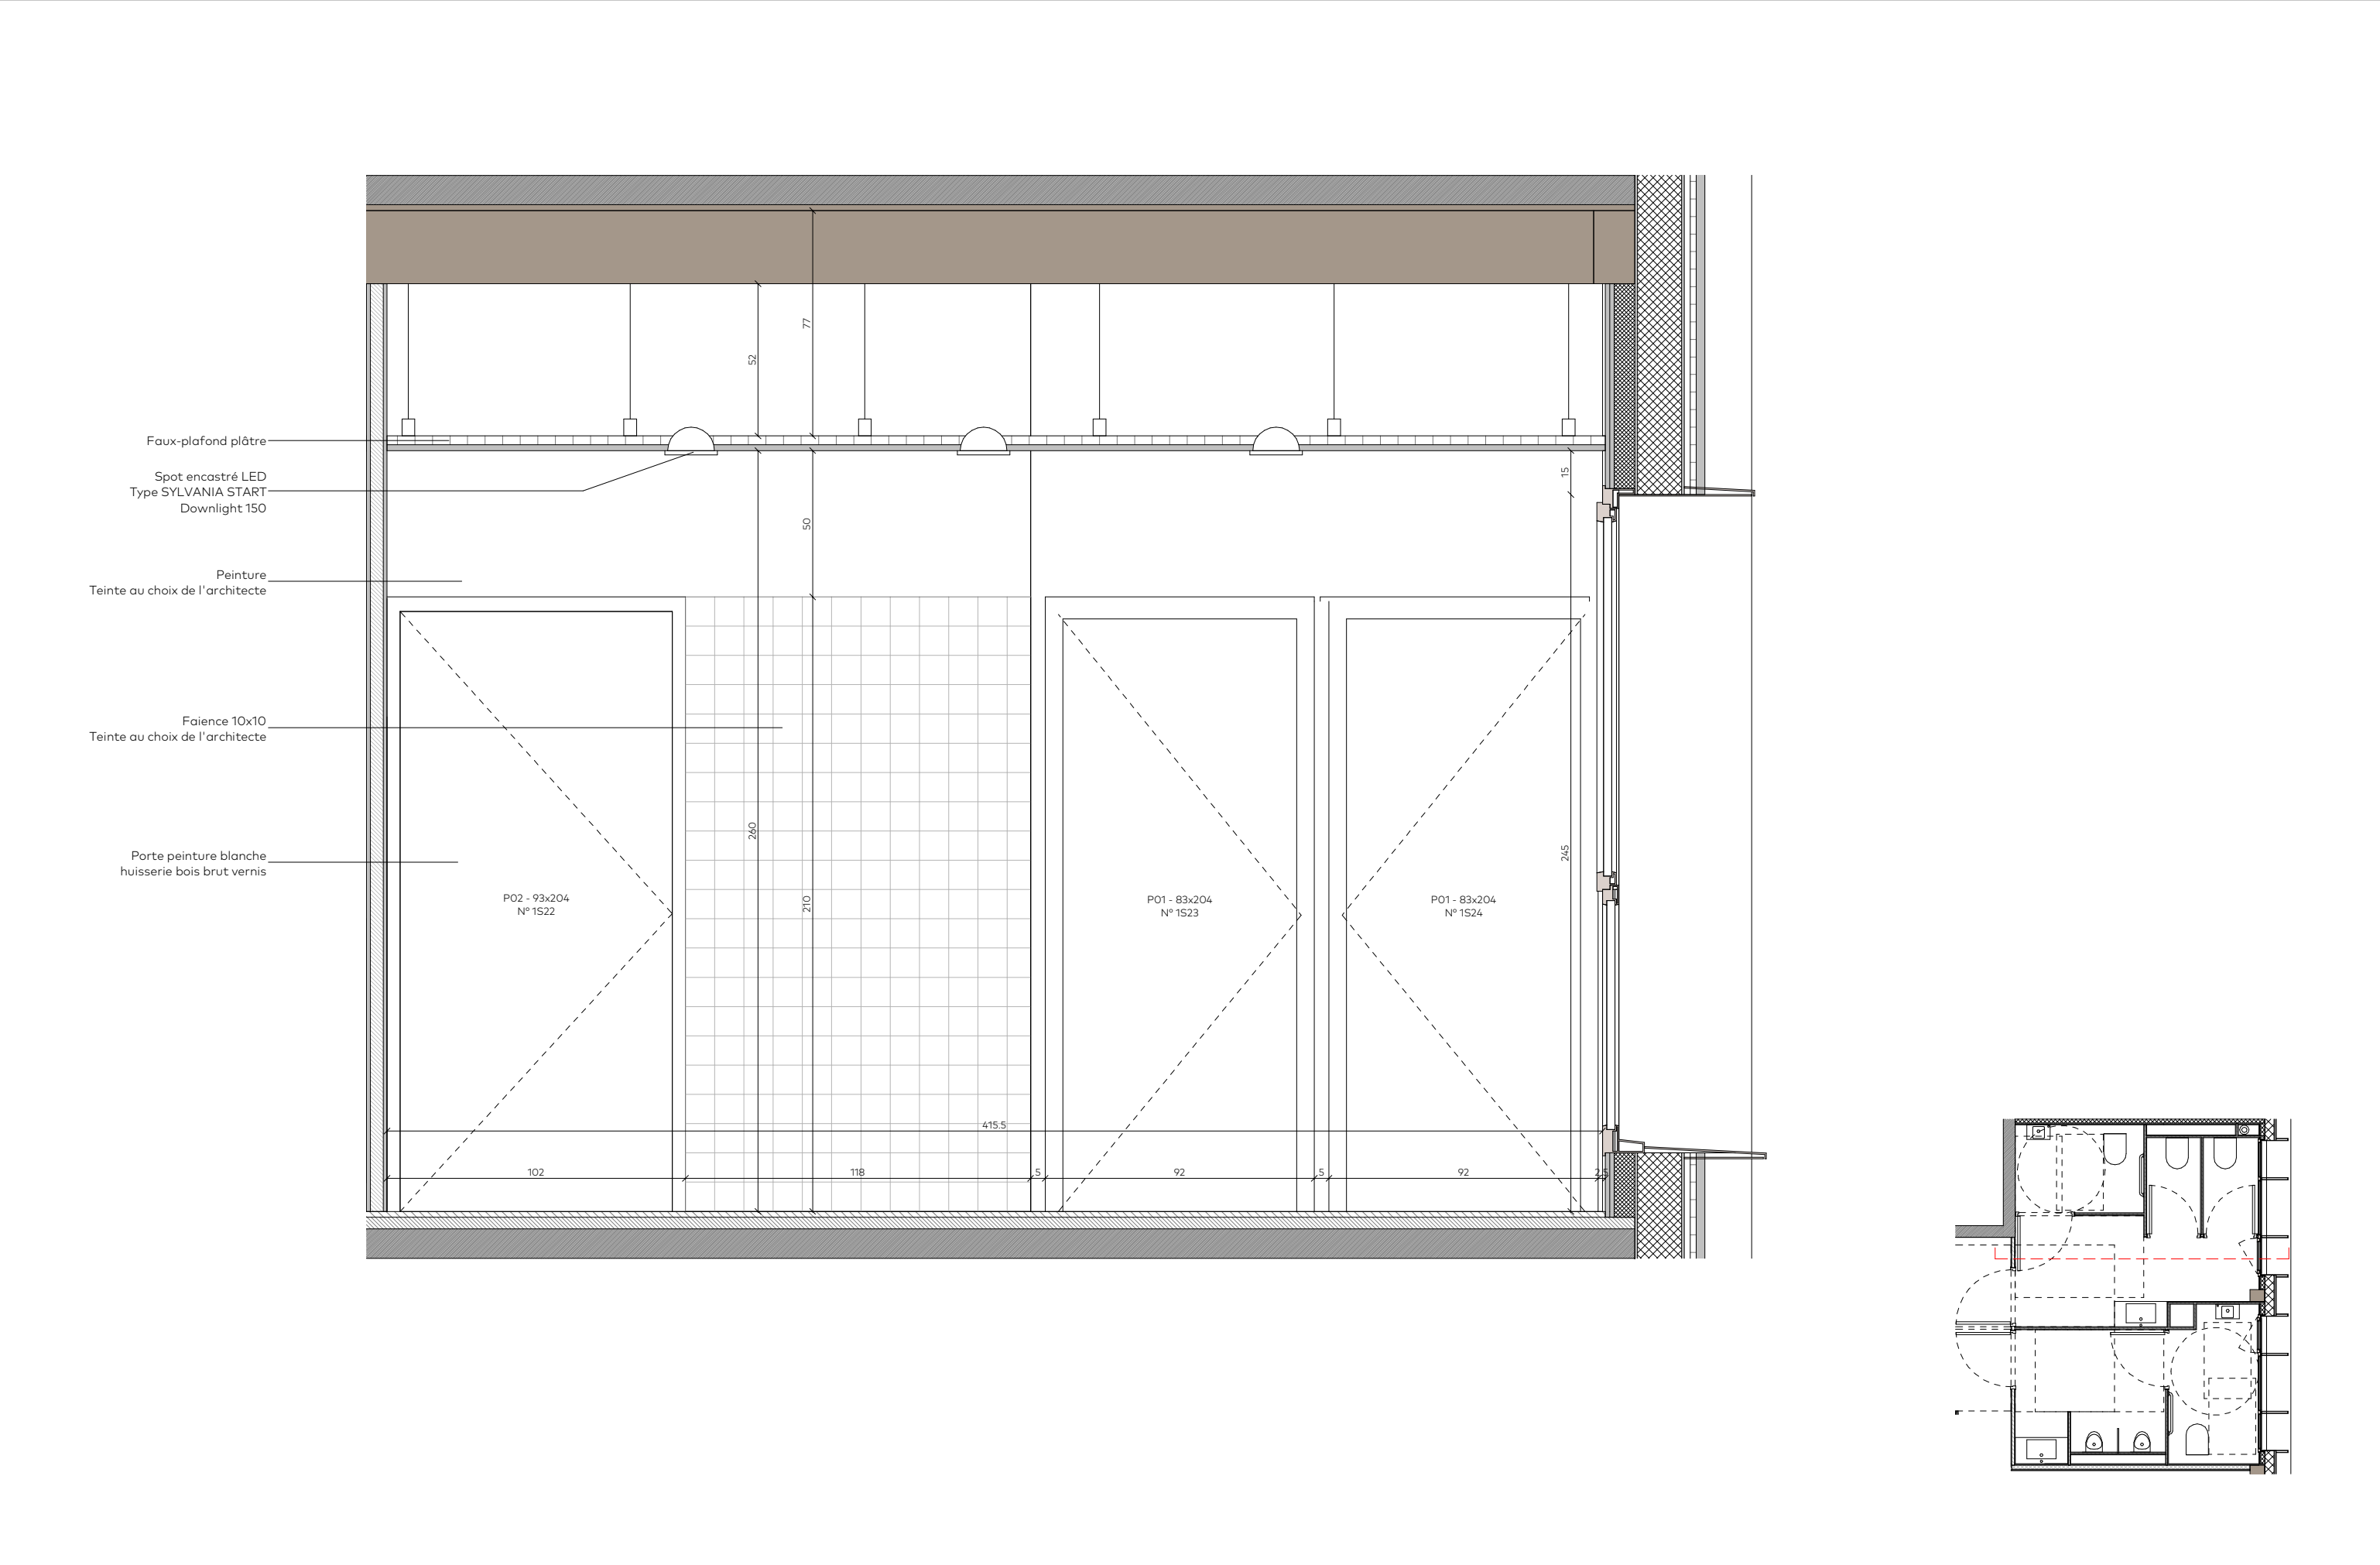 77
52
Faux-plafond plâtre
Spot encastré LED
Type SYLVANIA START
Downlight 150
15
50
Peinture
Teinte au choix de l'architecte
Faience 10x10
Teinte au choix de l'architecte
260
245
Porte peinture blanche
huisserie bois brut vernis
P02 - 93x204
N° 1S22
210
P01 - 83x204
N° 1S23
P01 - 83x204
N° 1S24
415.5
102
118
5
92
5
92
2.5